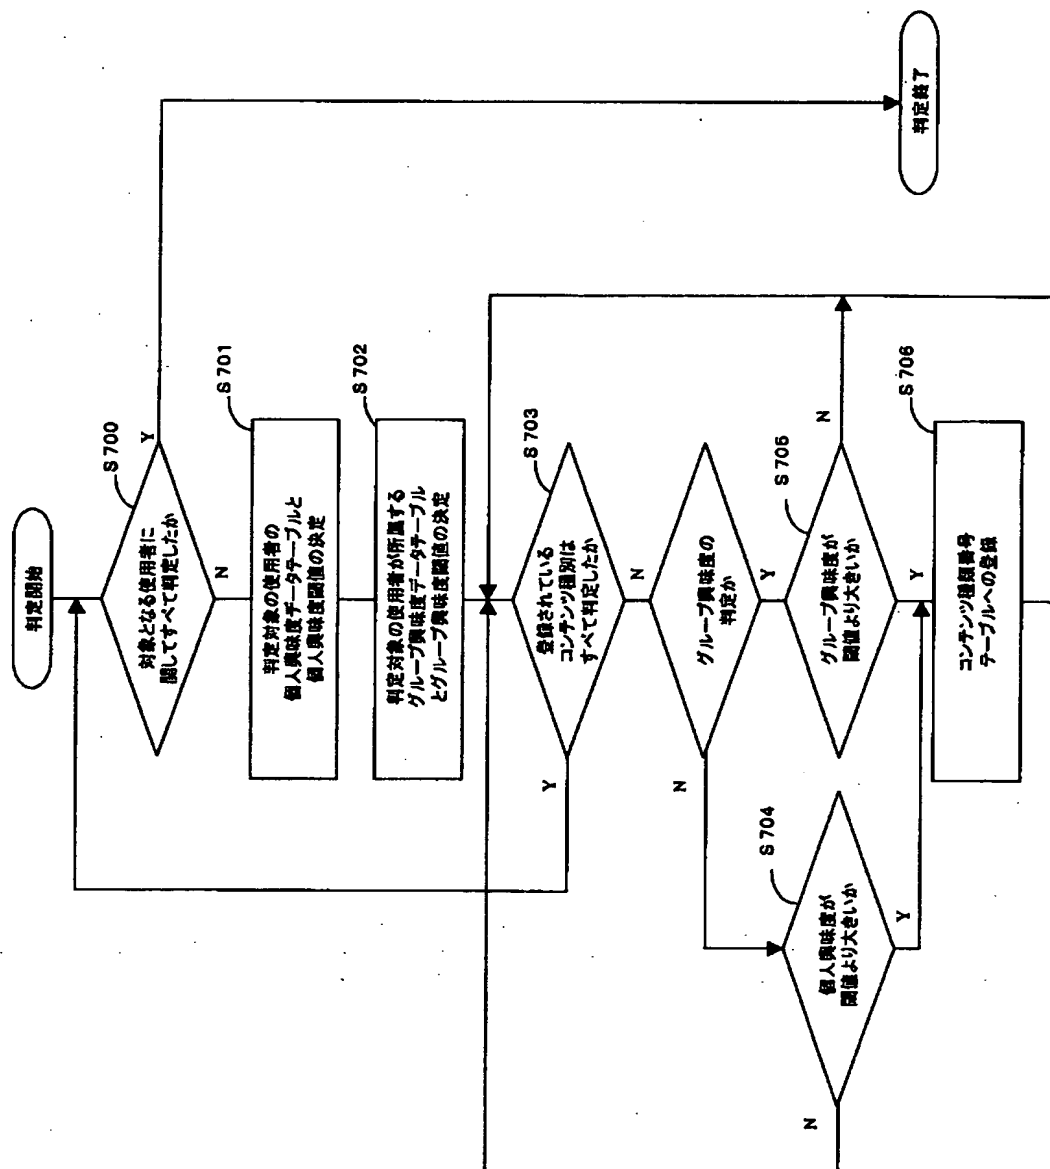 判定開始
対象となる使用者に
関してすべて判定したか
S700
Y
N
判定対象の使用者の
個人興味度データテーブルと
個人興味度閾値の決定
S701
判定対象の使用者が所属する
グループ興味度データテーブル
とグループ興味度閾値の決定
S702
登録されている
コンテンツ種別は
すべて判定したか
S703
Y
N
グループ興味度の
判定か
N
Y
個人興味度が
閾値より大きいか
S704
N
Y
グループ興味度が
閾値より大きいか
S705
N
Y
コンテンツ種類番号
テーブルへの登録
S706
判定終了